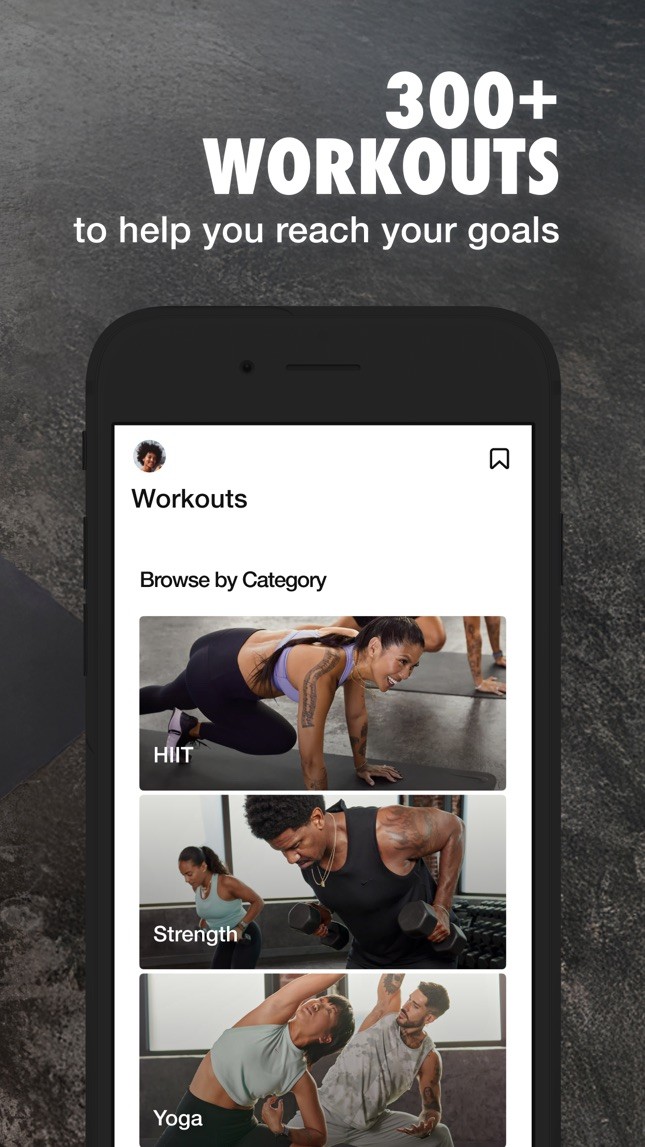 300+
WORKOUTS
to help you reach your goals
Workouts
Browse by Category
HIIT
Strength
Yoga